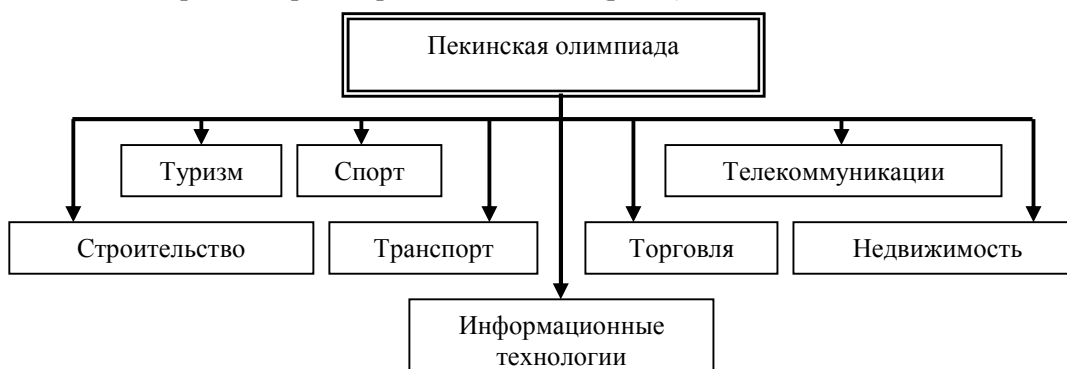 Пекинская олимпиада
Туризм
Спорт
Телекоммуникации
Строительство
Транспорт
Торговля
Недвижимость
Информационные
технологии